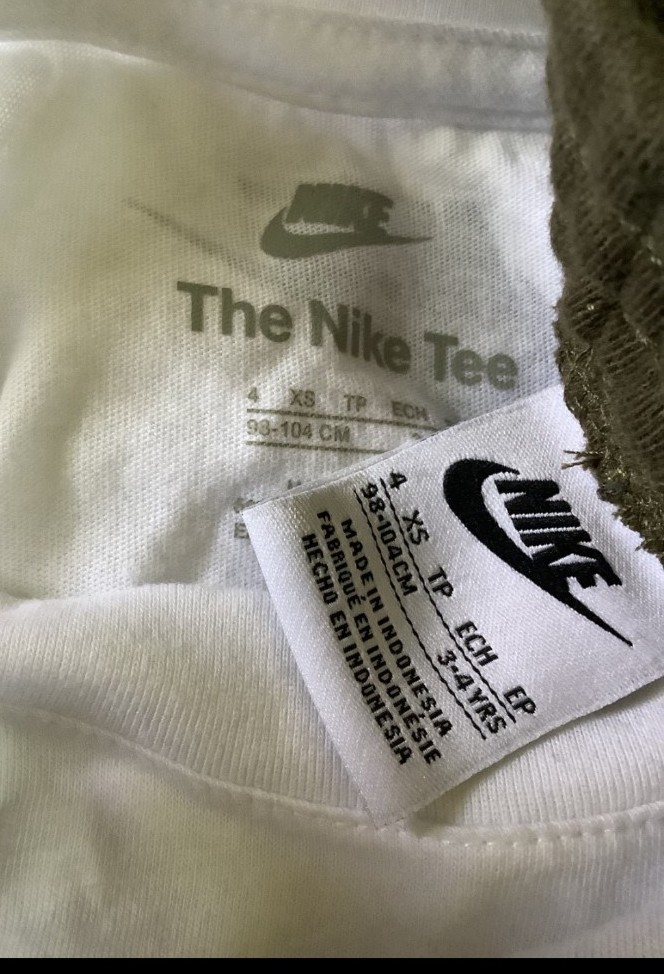 NIKE
The Nike Tee
4 XS TP ECH
98-104 CM
NIKE
4 XS TP ECH EP
98-104CM 3-4YRS
MADE IN INDONESIA
FABRIQUÉ EN INDONÉSIE
HECHO EN INDONESIA